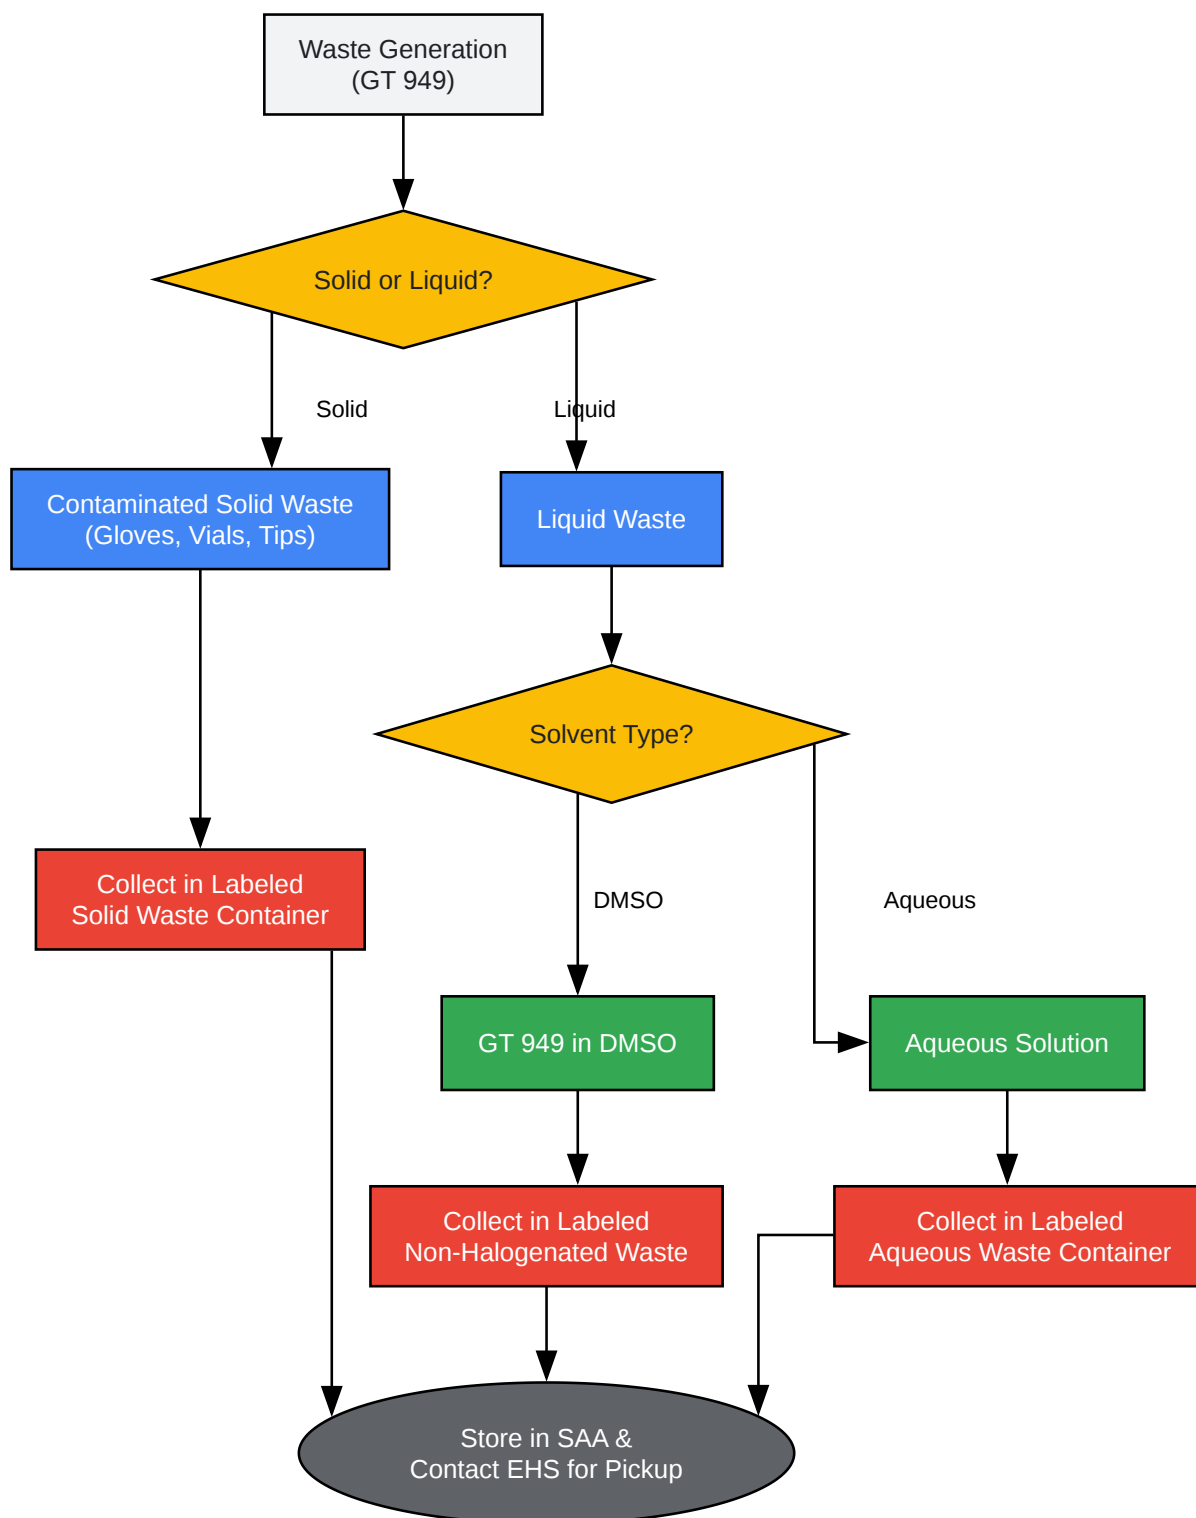 Waste Generation
(GT 949)
Solid or Liquid?
Solid
Liquid
Contaminated Solid Waste
(Gloves, Vials, Tips)
Liquid Waste
Solvent Type?
Collect in Labeled
Solid Waste Container
DMSO
Aqueous
GT 949 in DMSO
Aqueous Solution
Collect in Labeled
Non-Halogenated Waste
Collect in Labeled
Aqueous Waste Container
Store in SAA &
Contact EHS for Pickup